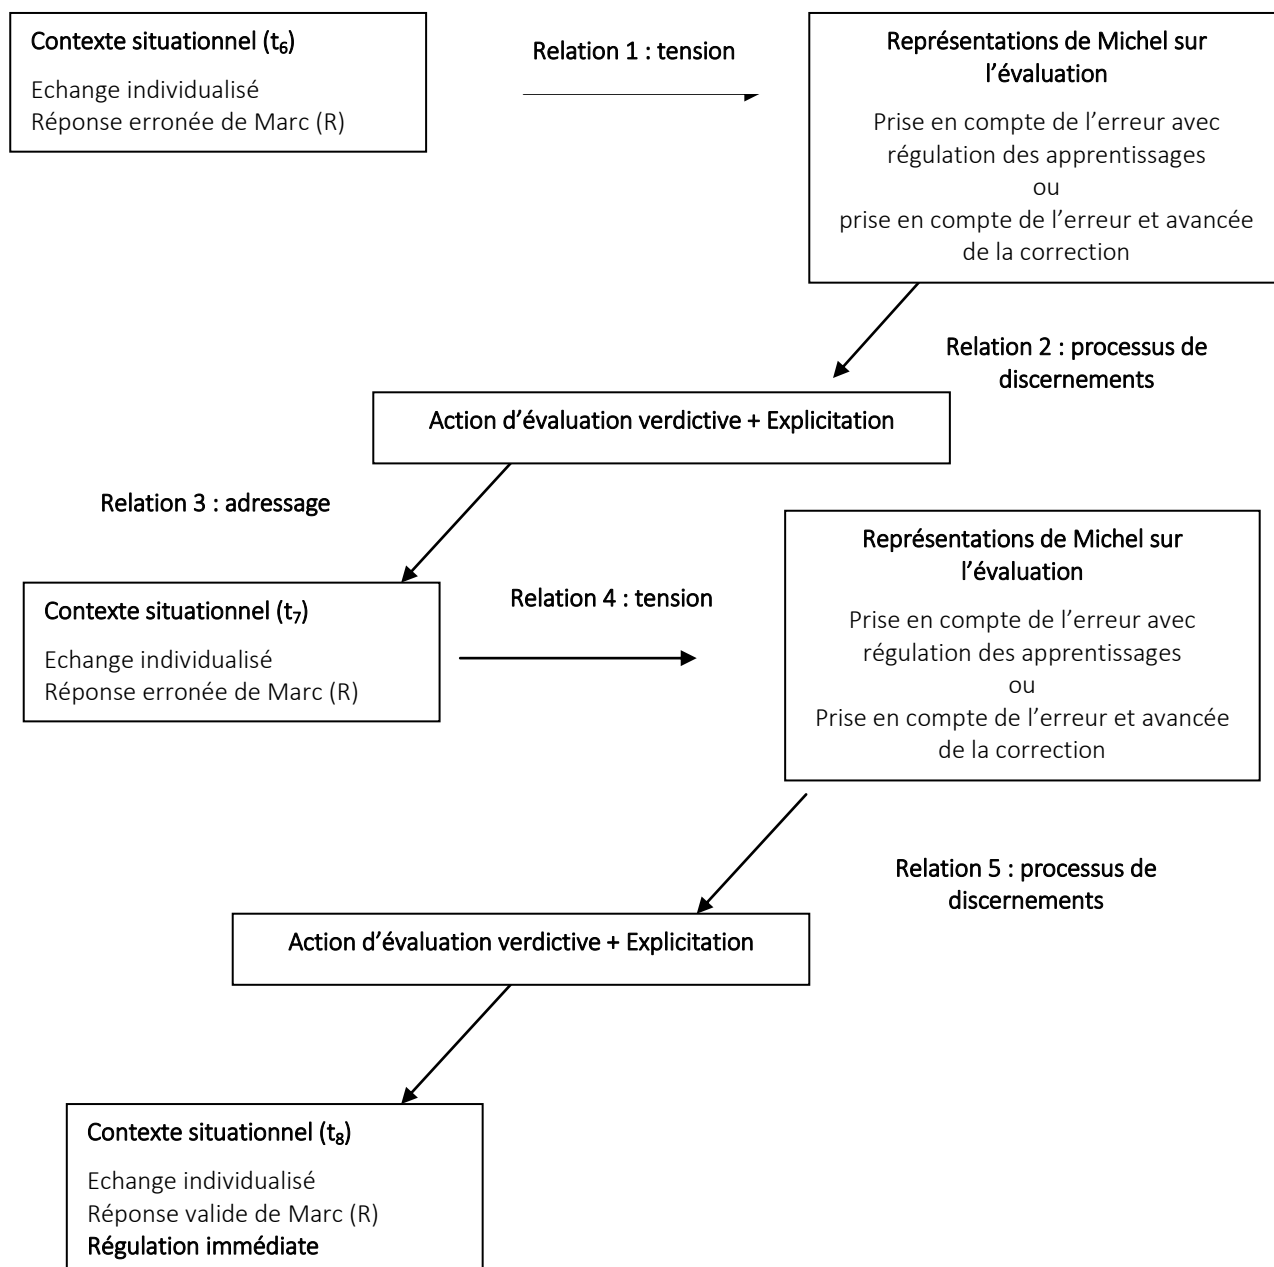 Contexte situationnel (t₆)
Echange individualisé
Réponse erronée de Marc (R)
Relation 1 : tension
Représentations de Michel sur
l’évaluation
Prise en compte de l’erreur avec
régulation des apprentissages
ou
prise en compte de l’erreur et avancée
de la correction
Relation 2 : processus de
discernements
Action d’évaluation verdictive + Explicitation
Relation 3 : adressage
Contexte situationnel (t₇)
Echange individualisé
Réponse erronée de Marc (R)
Relation 4 : tension
Représentations de Michel sur
l’évaluation
Prise en compte de l’erreur avec
régulation des apprentissages
ou
Prise en compte de l’erreur et avancée
de la correction
Relation 5 : processus de
discernements
Action d’évaluation verdictive + Explicitation
Contexte situationnel (t₈)
Echange individualisé
Réponse valide de Marc (R)
Régulation immédiate